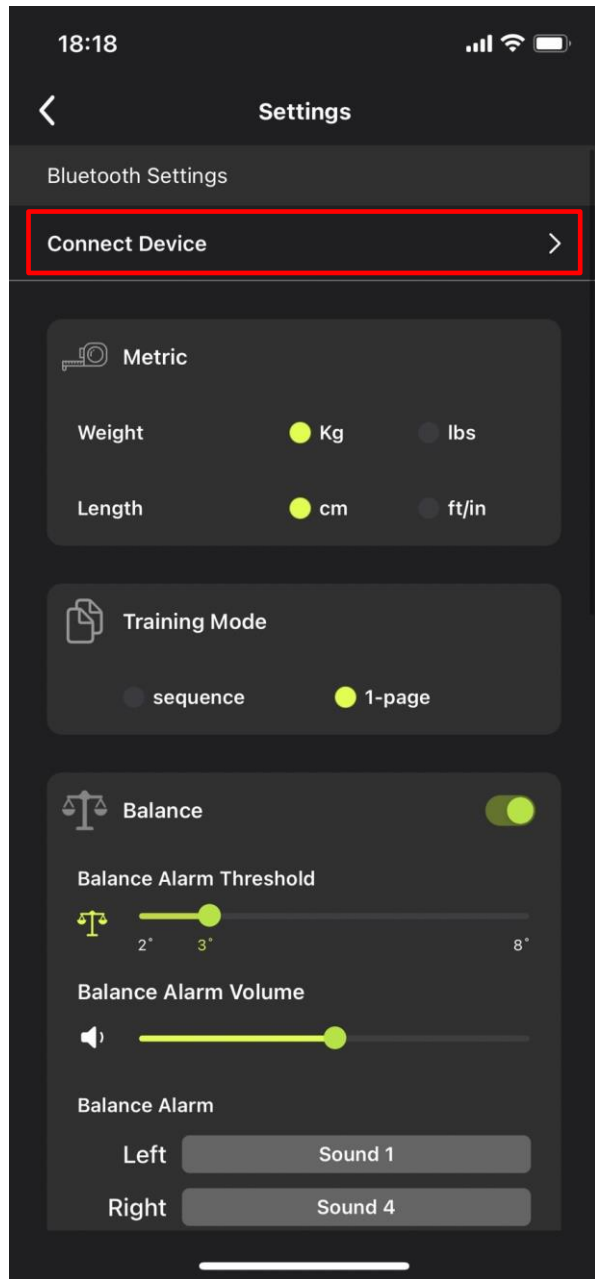 18:18
Settings
Bluetooth Settings
Connect Device
Metric
Weight Kg lbs
Length cm ft/in
Training Mode
sequence 1-page
Balance
Balance Alarm Threshold
2° 3° 8°
Balance Alarm Volume
Balance Alarm
Left Sound 1
Right Sound 4